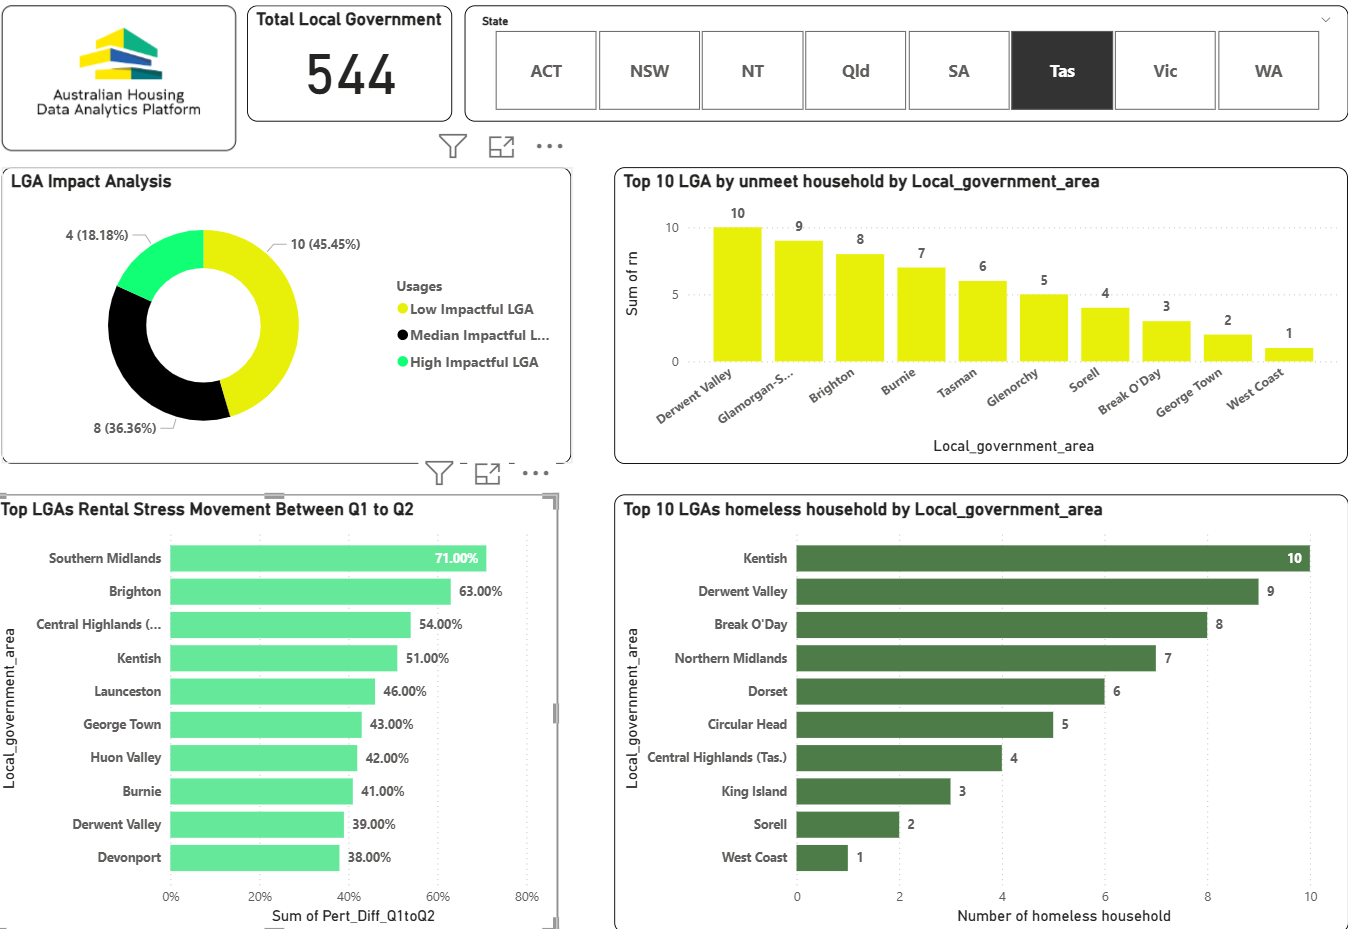 Australian Housing
Data Analytics Platform
Total Local Government
544
State
ACT
NSW
NT
Qld
SA
Tas
Vic
WA
LGA Impact Analysis
4 (18.18%)
10 (45.45%)
8 (36.36%)
Usages
Low Impactful LGA
Median Impactful L...
High Impactful LGA
Top 10 LGA by unmeet household by Local_government_area
Sum of rn
10
5
0
10
9
8
7
6
5
4
3
2
1
Derwent Valley
Glamorgan-S...
Brighton
Burnie
Tasman
Glenorchy
Sorell
Break O'Day
George Town
West Coast
Local_government_area
Top LGAs Rental Stress Movement Between Q1 to Q2
Local_government_area
Southern Midlands 71.00%
Brighton 63.00%
Central Highlands (... 54.00%
Kentish 51.00%
Launceston 46.00%
George Town 43.00%
Huon Valley 42.00%
Burnie 41.00%
Derwent Valley 39.00%
Devonport 38.00%
0% 20% 40% 60% 80%
Sum of Pert_Diff_Q1toQ2
Top 10 LGAs homeless household by Local_government_area
Local_government_area
Kentish 10
Derwent Valley 9
Break O'Day 8
Northern Midlands 7
Dorset 6
Circular Head 5
Central Highlands (Tas.) 4
King Island 3
Sorell 2
West Coast 1
0 2 4 6 8 10
Number of homeless household